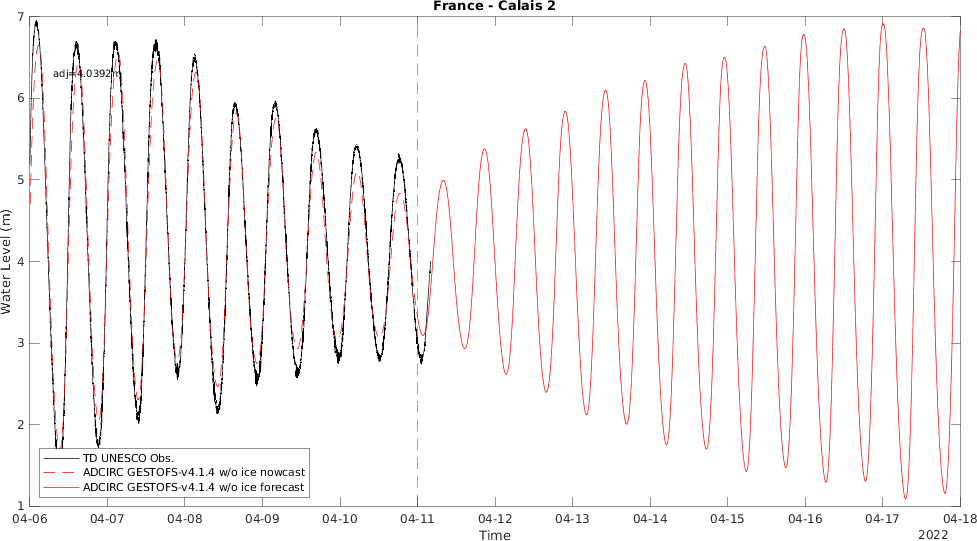 France - Calais 2
7
6
5
4
3
2
1
Water Level (m)
adj=4.0392m
TD UNESCO Obs.
ADCIRC GESTOFS-v4.1.4 w/o ice nowcast
ADCIRC GESTOFS-v4.1.4 w/o ice forecast
04-06 04-07 04-08 04-09 04-10 04-11 04-12 04-13 04-14 04-15 04-16 04-17 04-18
Time
2022